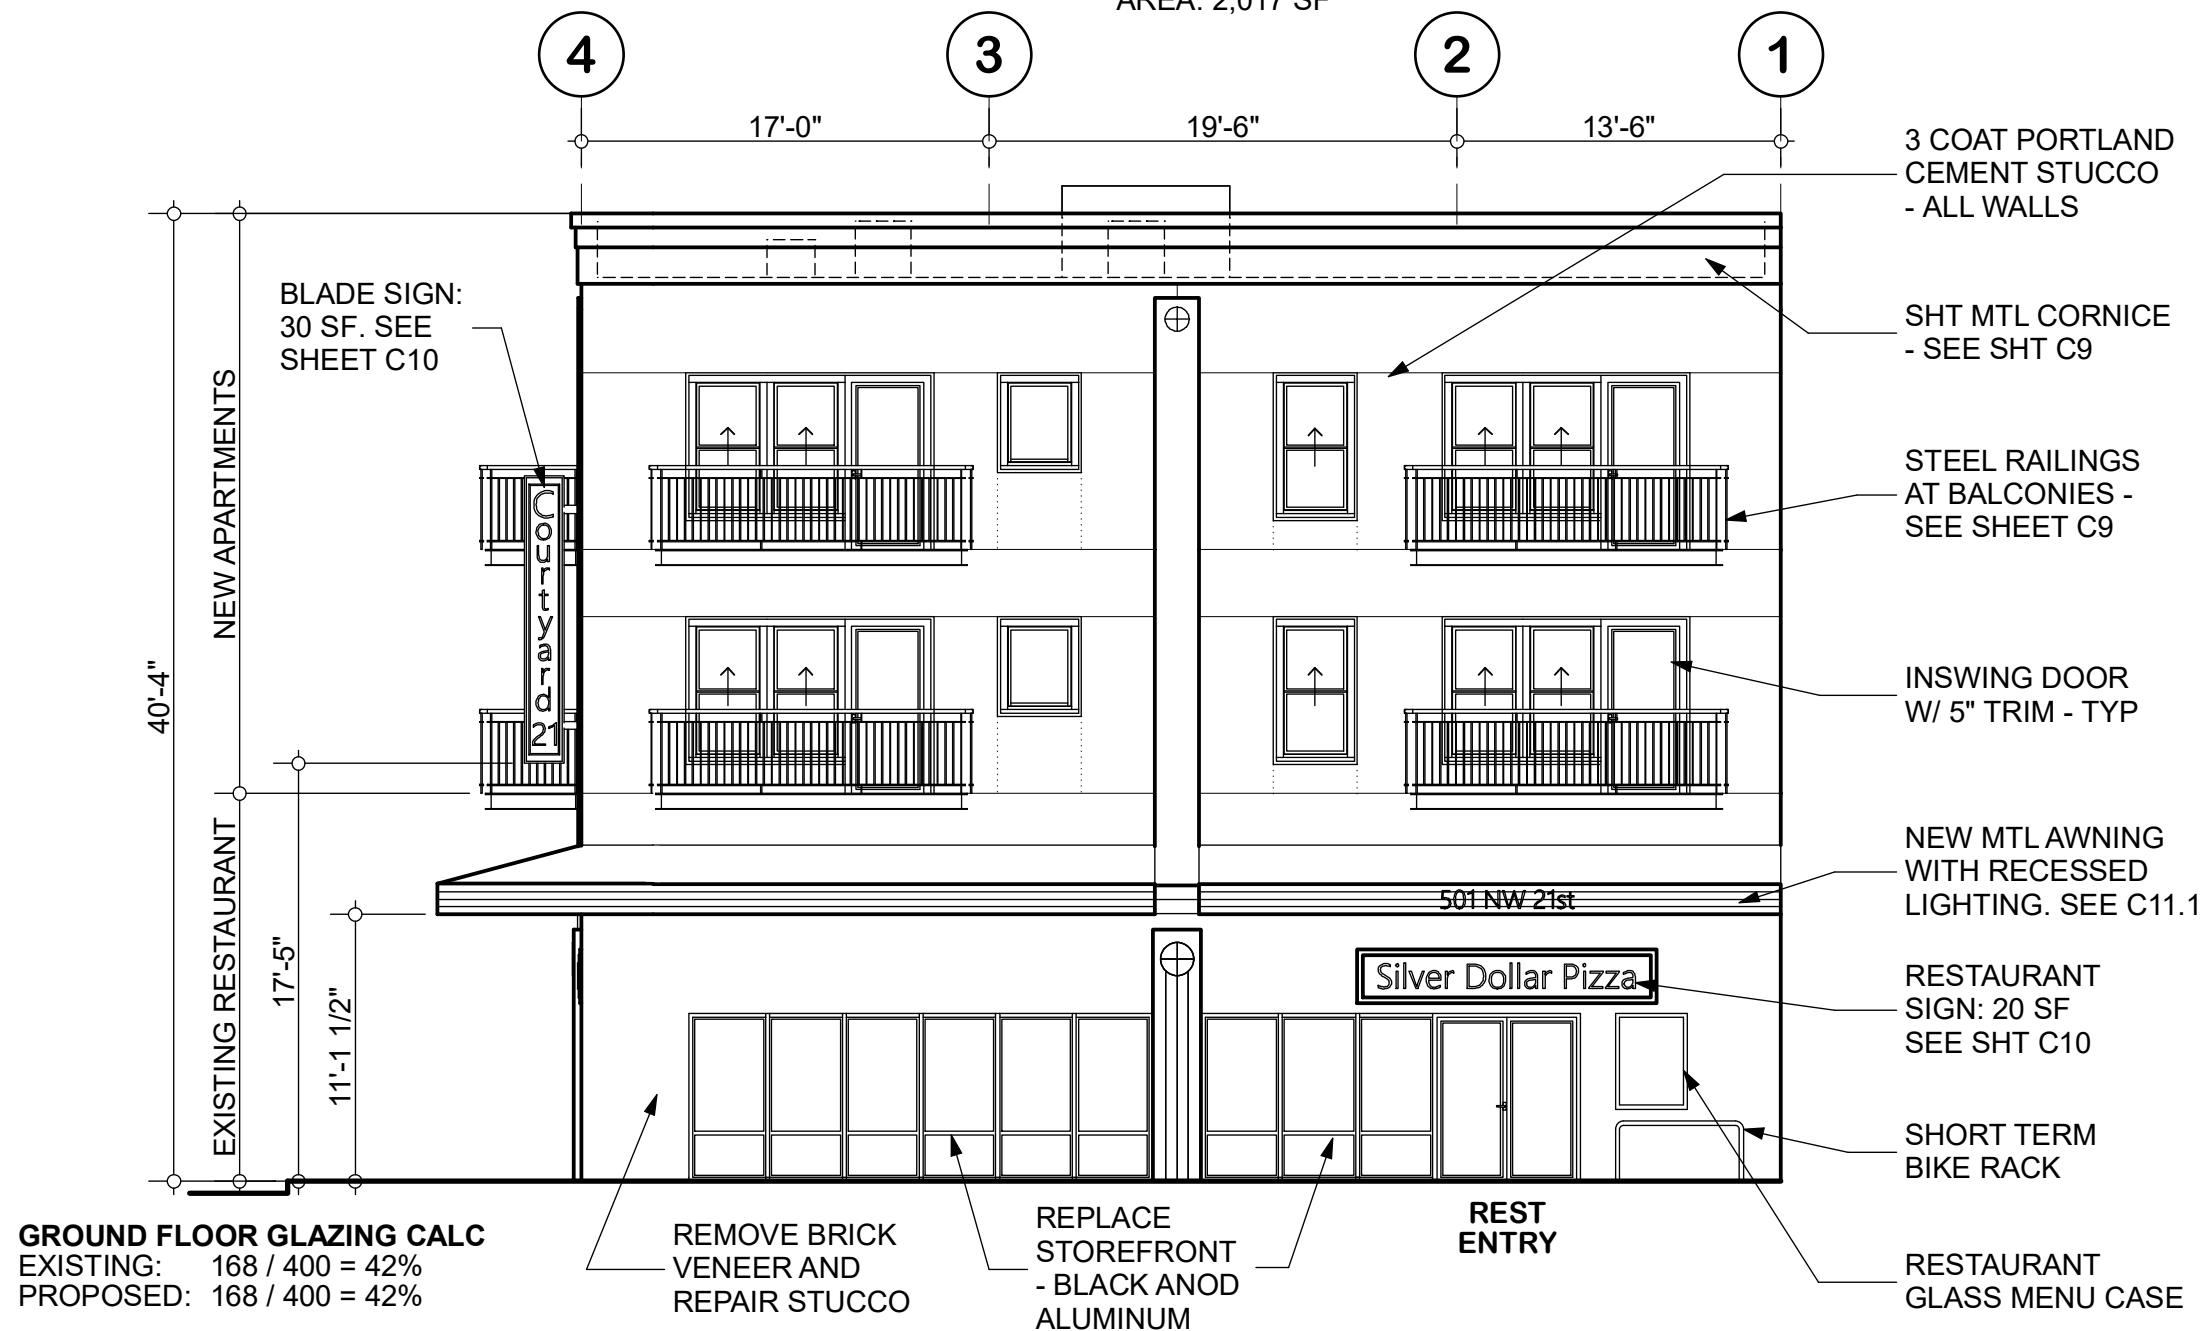 AREA: 2,017 SF
4
3
2
1
17'-0"
19'-6"
13'-6"
3 COAT PORTLAND
CEMENT STUCCO
- ALL WALLS
BLADE SIGN:
30 SF. SEE
SHEET C10
SHT MTL CORNICE
- SEE SHT C9
NEW APARTMENTS
STEEL RAILINGS
AT BALCONIES -
SEE SHEET C9
Courtyard
21
40'-4"
INSWING DOOR
W/ 5" TRIM - TYP
EXISTING RESTAURANT
17'-5"
11'-1 1/2"
NEW MTL AWNING
WITH RECESSED
LIGHTING. SEE C11.1
501 NW 21st
Silver Dollar Pizza
RESTAURANT
SIGN: 20 SF
SEE SHT C10
SHORT TERM
BIKE RACK
RESTAURANT
GLASS MENU CASE
REST
ENTRY
REPLACE
STOREFRONT
- BLACK ANOD
ALUMINUM
REMOVE BRICK
VENEER AND
REPAIR STUCCO
GROUND FLOOR GLAZING CALC
EXISTING: 168 / 400 = 42%
PROPOSED: 168 / 400 = 42%